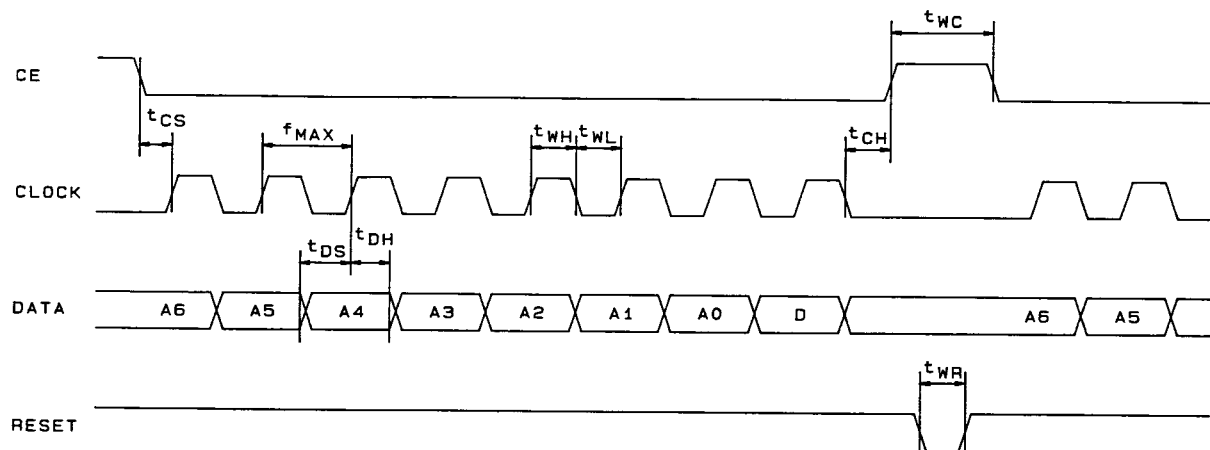 tWC
CE
tCS
fMAX
tWH tWL
tCH
CLOCK
tDS tDH
DATA A6 A5 A4 A3 A2 A1 A0 D A6 A5
tWR
RESET